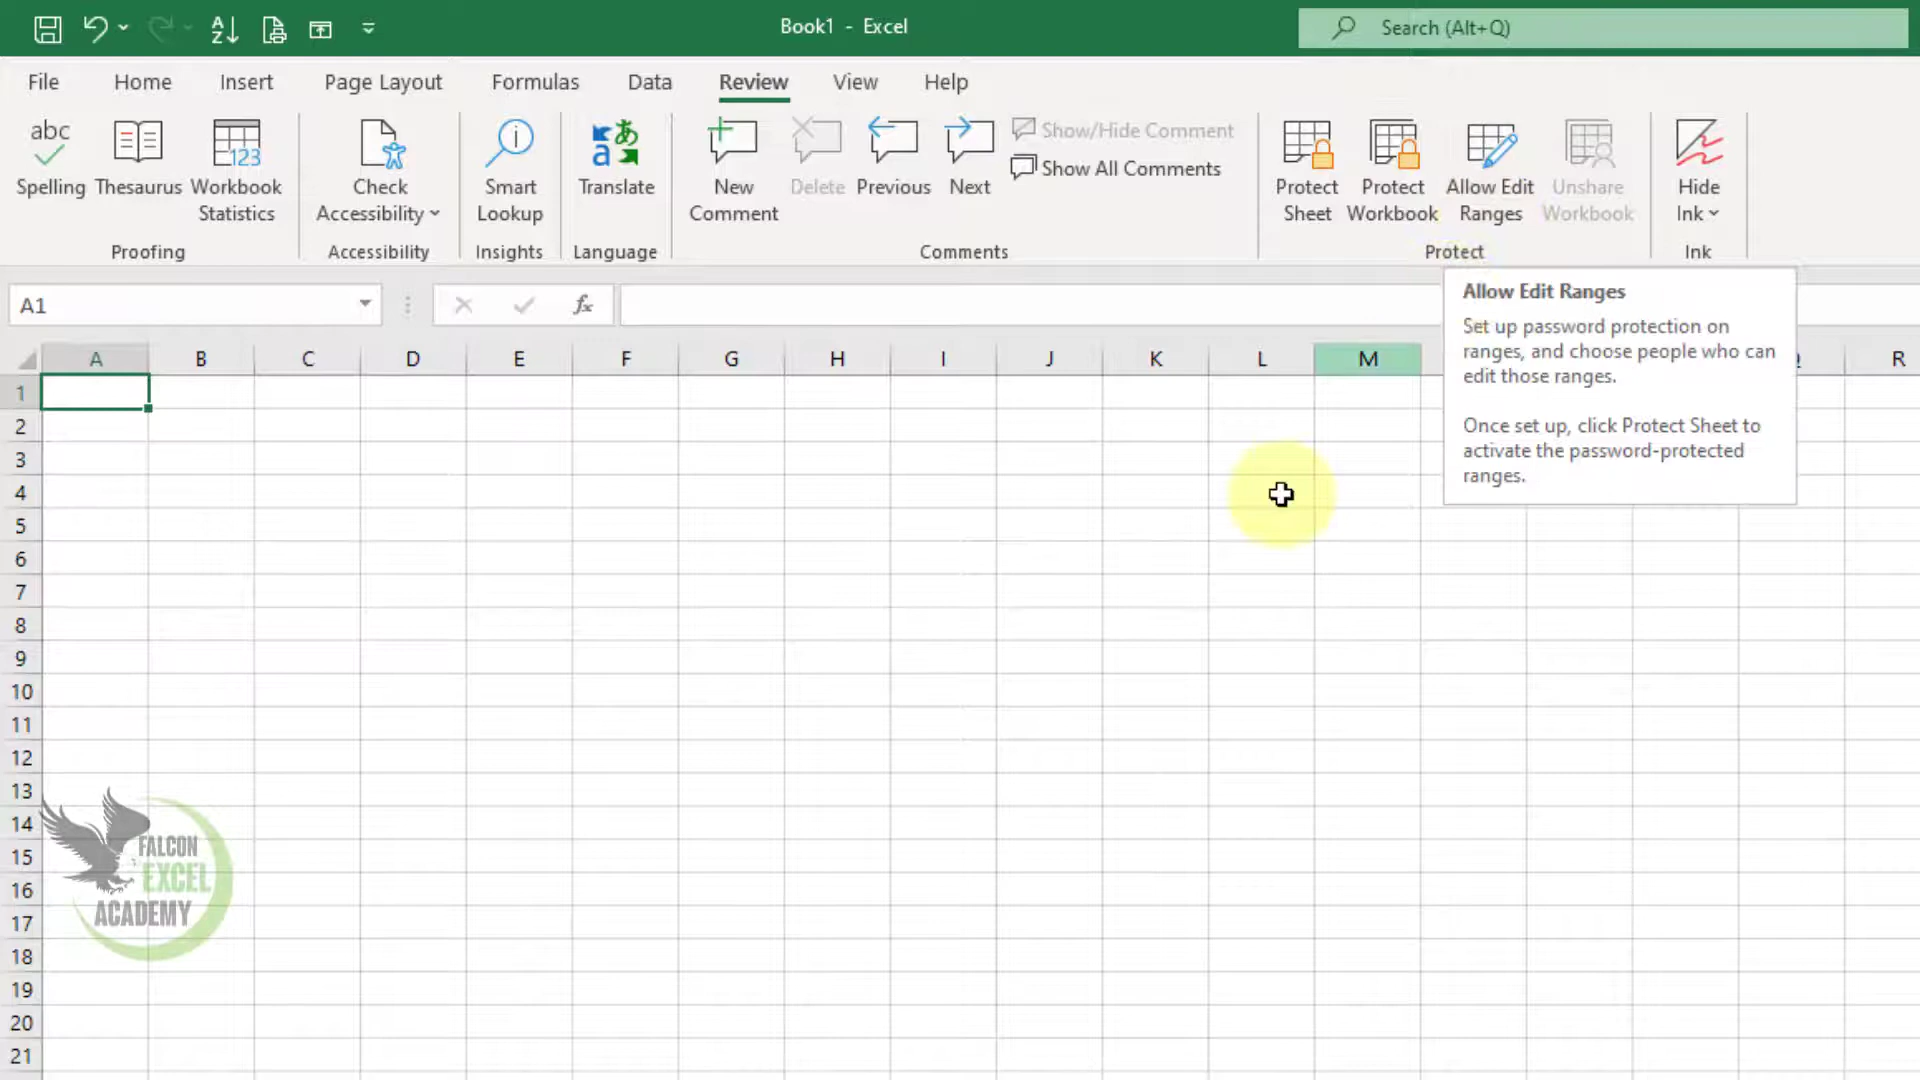 Book1 - Excel
Search (Alt+Q)
File Home Insert Page Layout Formulas Data Review View Help
abc
Spelling
Thesaurus
123
Workbook
Statistics
Proofing
Check
Accessibility
Accessibility
Smart
Lookup
Insights
a あ
Translate
Language
New
Comment
Delete
Previous
Next
Show/Hide Comment
Show All Comments
Comments
Protect
Sheet
Protect
Workbook
Allow Edit
Ranges
Unshare
Workbook
Protect
Hide
Ink
Ink
A1
fx
Allow Edit Ranges
Set up password protection on
ranges, and choose people who can
edit those ranges.
Once set up, click Protect Sheet to
activate the password-protected
ranges.
A B C D E F G H I J K L M R
1
2
3
4
5
6
7
8
9
10
11
12
13
14
15
16
17
18
19
20
21
FALCON
EXCEL
ACADEMY